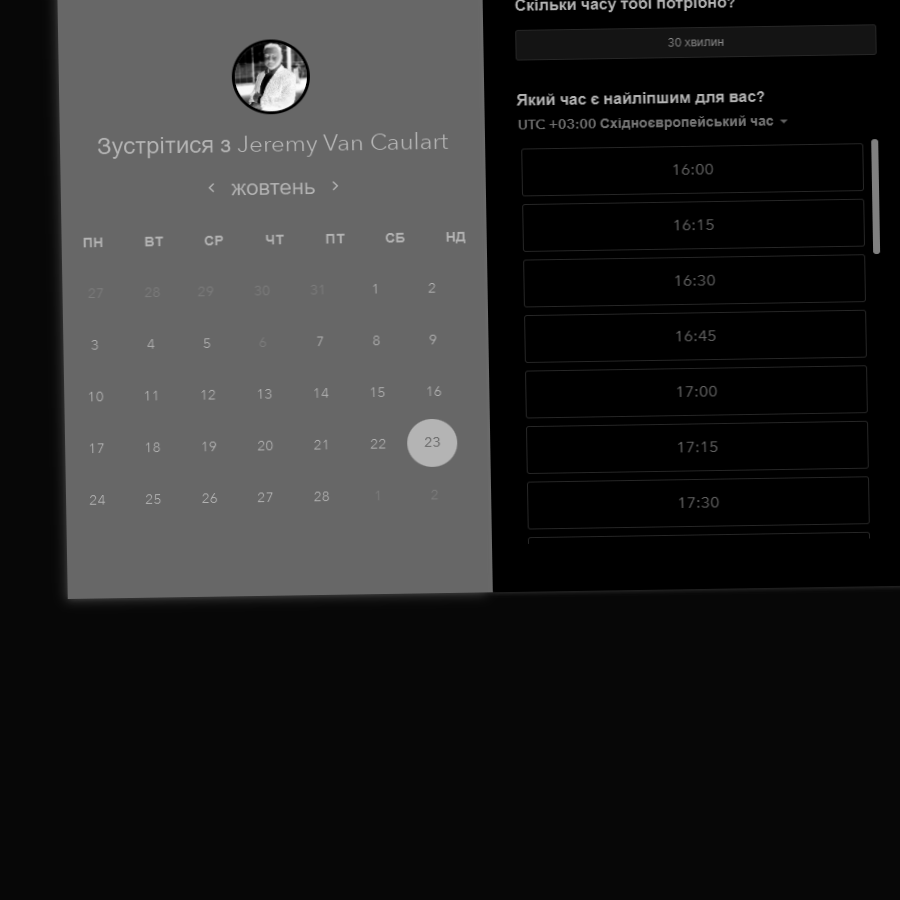 Зустрітися з Jeremy Van Caulart
‹ жовтень ›
ПН ВТ СР ЧТ ПТ СБ НД
27 28 29 30 31 1 2
3 4 5 6 7 8 9
10 11 12 13 14 15 16
17 18 19 20 21 22 23
24 25 26 27 28 1 2
Скільки часу тобі потрібно?
30 хвилин
Який час є найліпшим для вас?
UTC +03:00 Східноєвропейський час
16:00
16:15
16:30
16:45
17:00
17:15
17:30